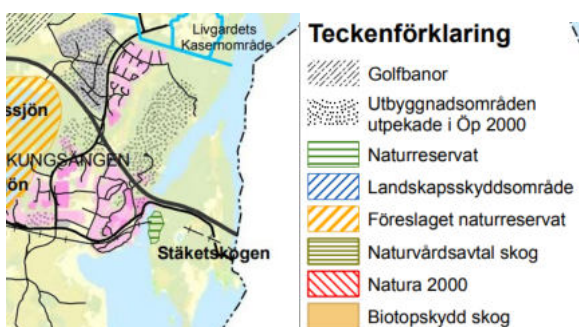 Livgardets
Kasernområde
ssjön
KUNGSÄNGEN
ön
Stäketskogen
Teckenförklaring
Golfbanor
Utbyggnadsområden
utpekade i Öp 2000
Naturreservat
Landskapsskyddsområde
Föreslaget naturreservat
Naturvårdsavtal skog
Natura 2000
Biotopskydd skog